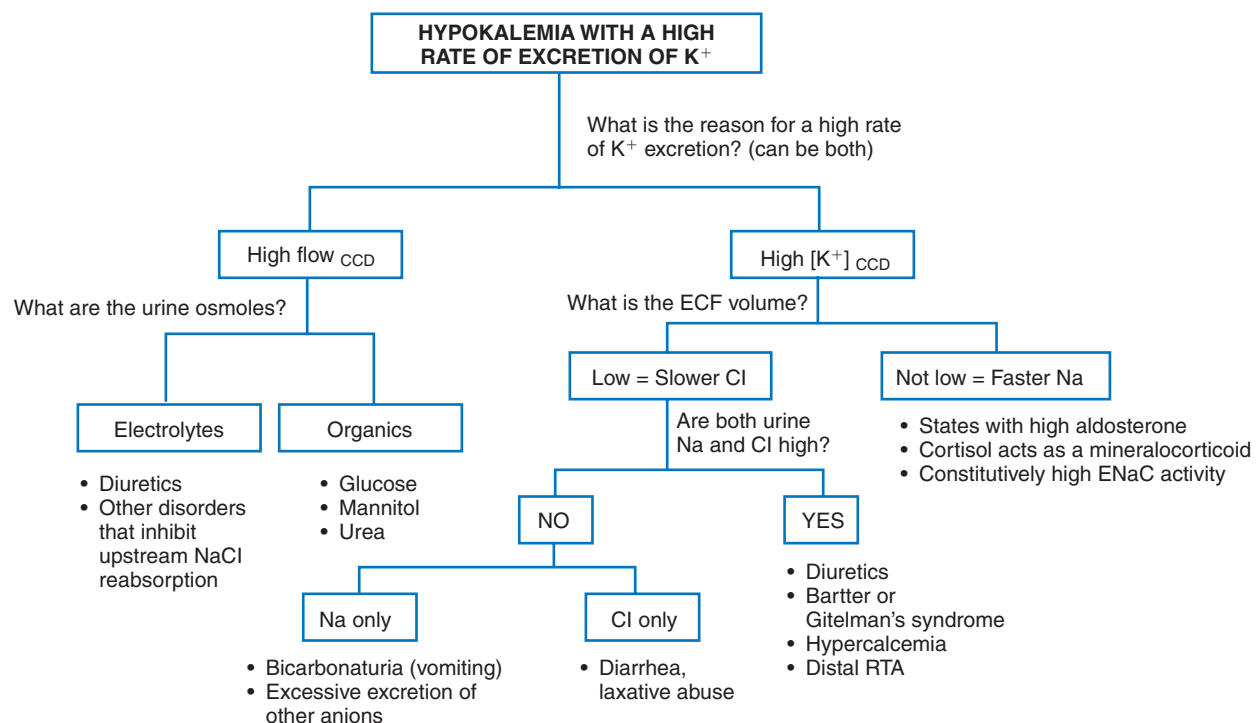 HYPOKALEMIA WITH A HIGH
RATE OF EXCRETION OF K+
What is the reason for a high rate
of K+ excretion? (can be both)
High flow CCD
High [K+] CCD
What are the urine osmoles?
What is the ECF volume?
Electrolytes
Organics
Low = Slower Cl
Not low = Faster Na
• Diuretics
• Other disorders
that inhibit
upstream NaCl
reabsorption
• Glucose
• Mannitol
• Urea
Are both urine
Na and Cl high?
• States with high aldosterone
• Cortisol acts as a mineralocorticoid
• Constitutively high ENaC activity
NO
YES
Na only
Cl only
• Diuretics
• Bartter or
Gitelman's syndrome
• Hypercalcemia
• Distal RTA
• Bicarbonaturia (vomiting)
• Excessive excretion of
other anions
• Diarrhea,
laxative abuse